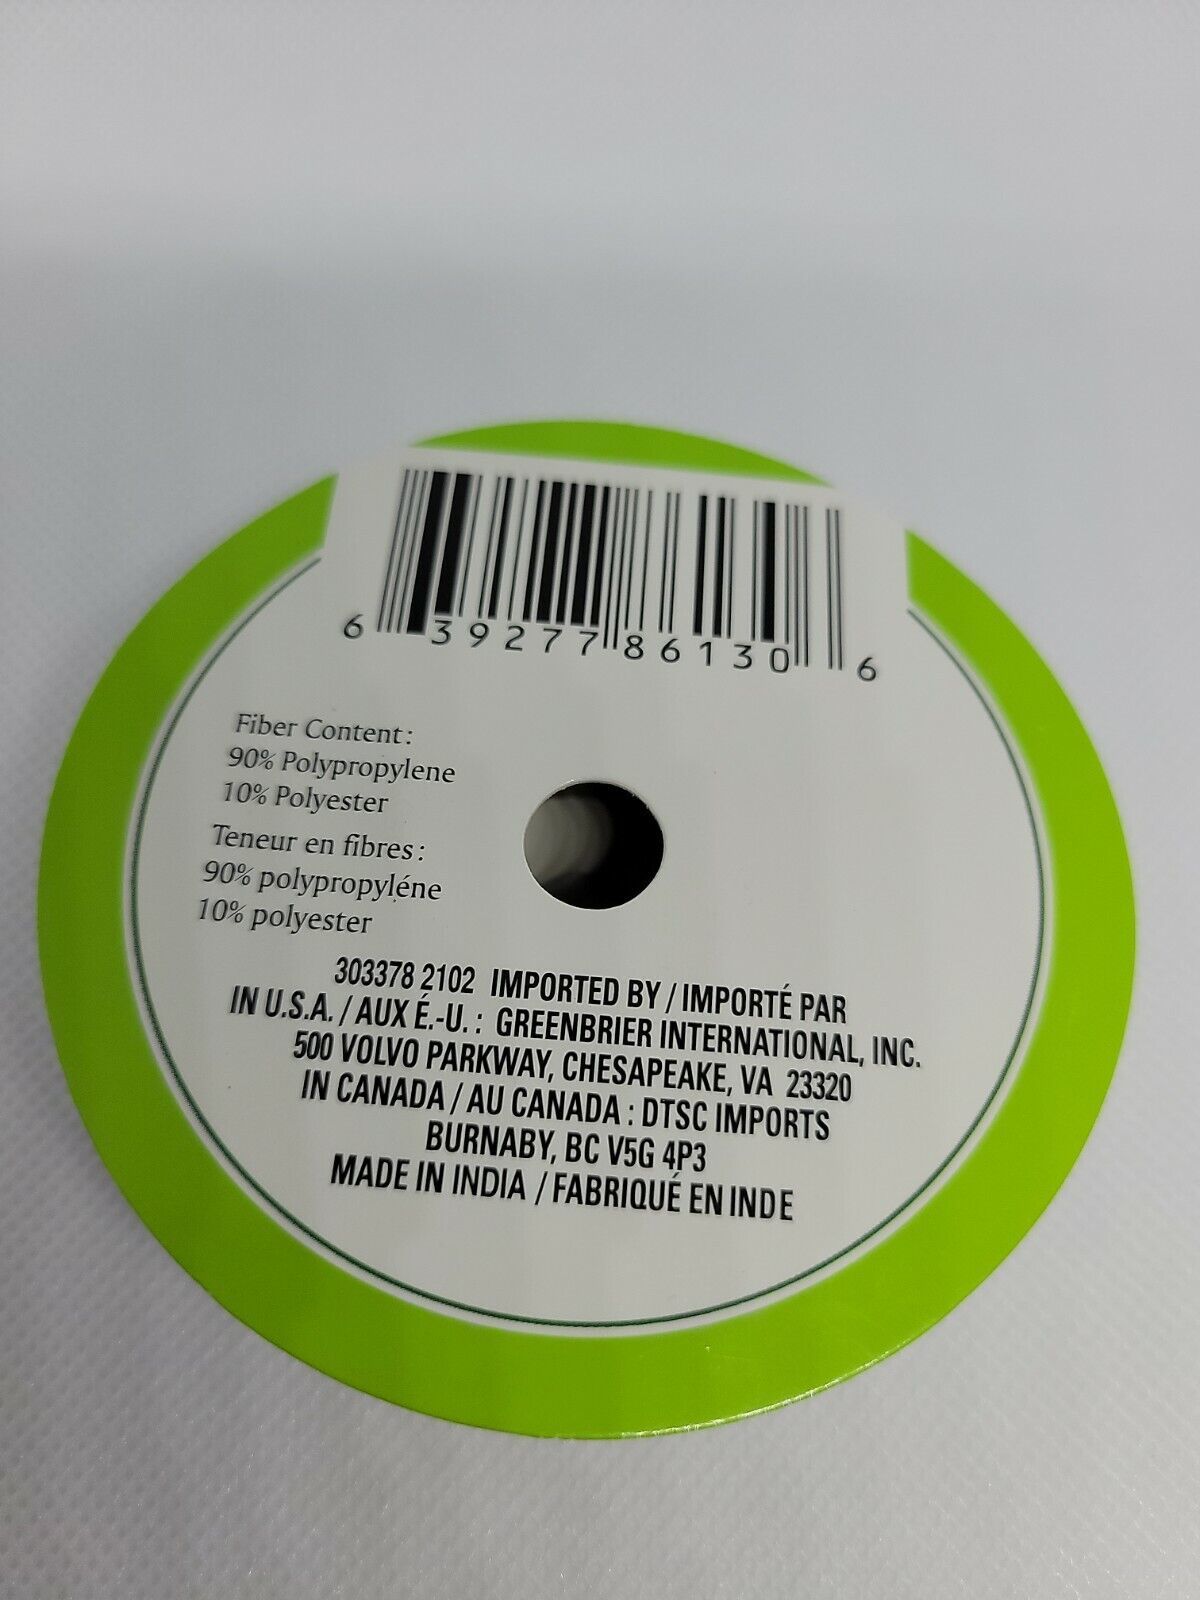 6 39277 86130 6
Fiber Content:
90% Polypropylene
10% Polyester
Teneur en fibres:
90% polypropyléne
10% polyester
303378 2102 IMPORTED BY / IMPORTÉ PAR
IN U.S.A. / AUX É.-U. : GREENBRIER INTERNATIONAL, INC.
500 VOLVO PARKWAY, CHESAPEAKE, VA 23320
IN CANADA / AU CANADA : DTSC IMPORTS
BURNABY, BC V5G 4P3
MADE IN INDIA / FABRIQUÉ EN INDE